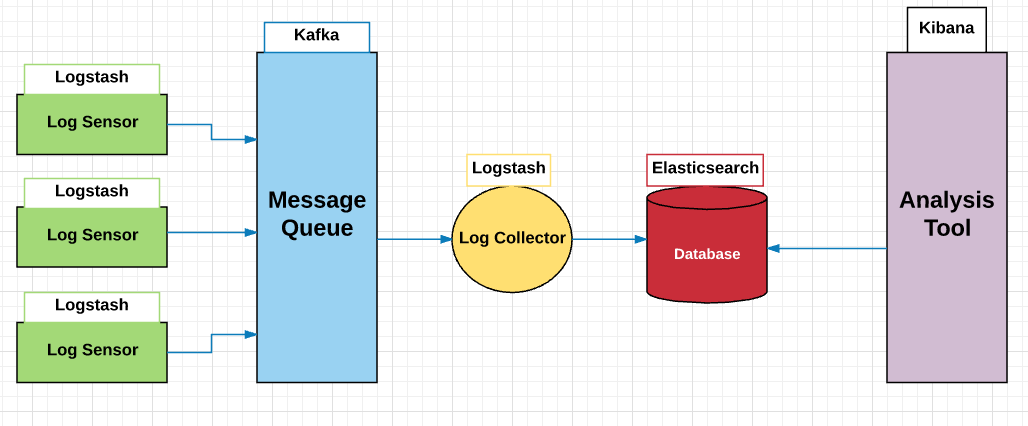 Logstash
Log Sensor
Logstash
Log Sensor
Logstash
Log Sensor
Kafka
Message
Queue
Logstash
Log Collector
Elasticsearch
Database
Kibana
Analysis
Tool